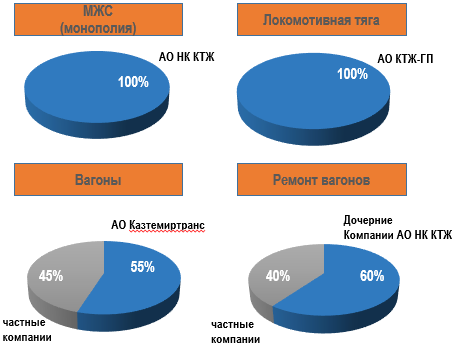 МЖС
(монополия)
АО НК КТЖ
100%
Локомотивная тяга
АО КТЖ-ГП
100%
Вагоны
АО Казтемиртранс
45%
55%
частные
компании
Ремонт вагонов
Дочерние
Компании АО НК КТЖ
40%
60%
частные
компании